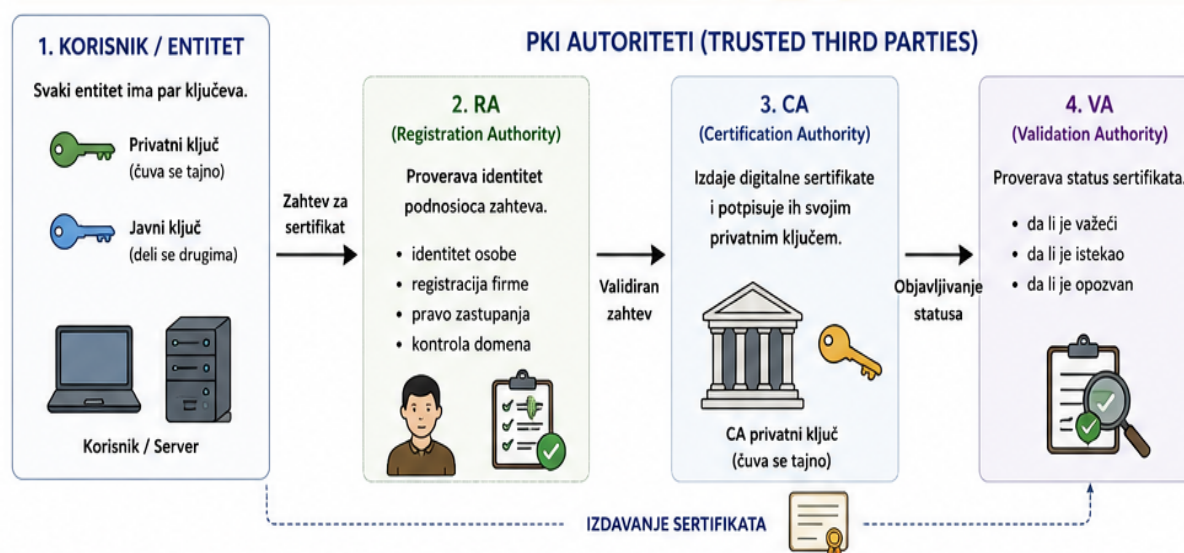 1. KORISNIK / ENTITET
Svaki entitet ima par ključeva.
Privatni ključ
(čuva se tajno)
Javni ključ
(deli se drugima)
Korisnik / Server
Zahtev za
sertifikat
PKI AUTORITETI (TRUSTED THIRD PARTIES)
2. RA
(Registration Authority)
Proverava identitet
podnosioca zahteva.
• identitet osobe
• registracija firme
• pravo zastupanja
• kontrola domena
Validiran
zahtev
3. CA
(Certification Authority)
Izdaje digitalne sertifikate
i potpisuje ih svojim
privatnim ključem.
CA privatni ključ
(čuva se tajno)
Objavljivanje
statusa
4. VA
(Validation Authority)
Proverava status sertifikata.
• da li je važeći
• da li je istekao
• da li je opozvan
IZDAVANJE SERTIFIKATA